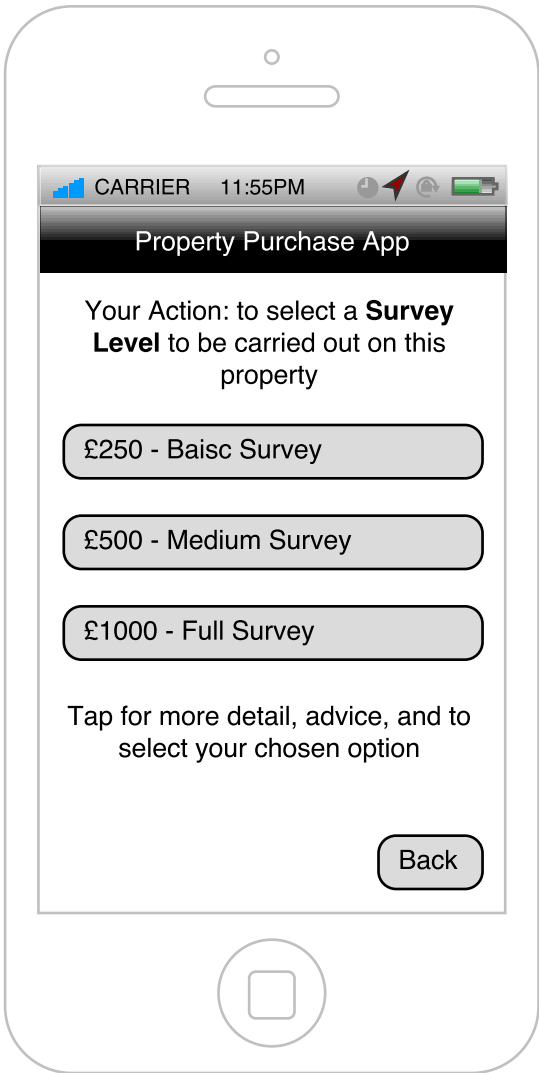 CARRIER 11:55PM
Property Purchase App
Your Action: to select a Survey
Level to be carried out on this
property
£250 - Baisc Survey
£500 - Medium Survey
£1000 - Full Survey
Tap for more detail, advice, and to
select your chosen option
Back